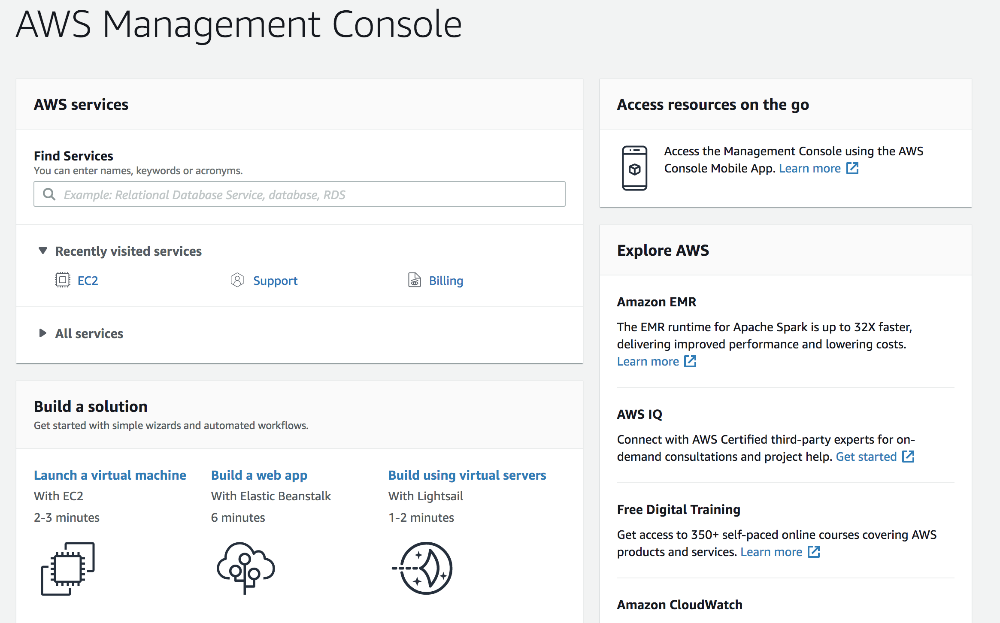 AWS Management Console
AWS services
Find Services
You can enter names, keywords or acronyms.
Example: Relational Database Service, database, RDS
Recently visited services
EC2
Support
Billing
All services
Build a solution
Get started with simple wizards and automated workflows.
Launch a virtual machine
With EC2
2-3 minutes
Build a web app
With Elastic Beanstalk
6 minutes
Build using virtual servers
With Lightsail
1-2 minutes
Access resources on the go
Access the Management Console using the AWS
Console Mobile App. Learn more
Explore AWS
Amazon EMR
The EMR runtime for Apache Spark is up to 32X faster,
delivering improved performance and lowering costs.
Learn more
AWS IQ
Connect with AWS Certified third-party experts for on-
demand consultations and project help. Get started
Free Digital Training
Get access to 350+ self-paced online courses covering AWS
products and services. Learn more
Amazon CloudWatch